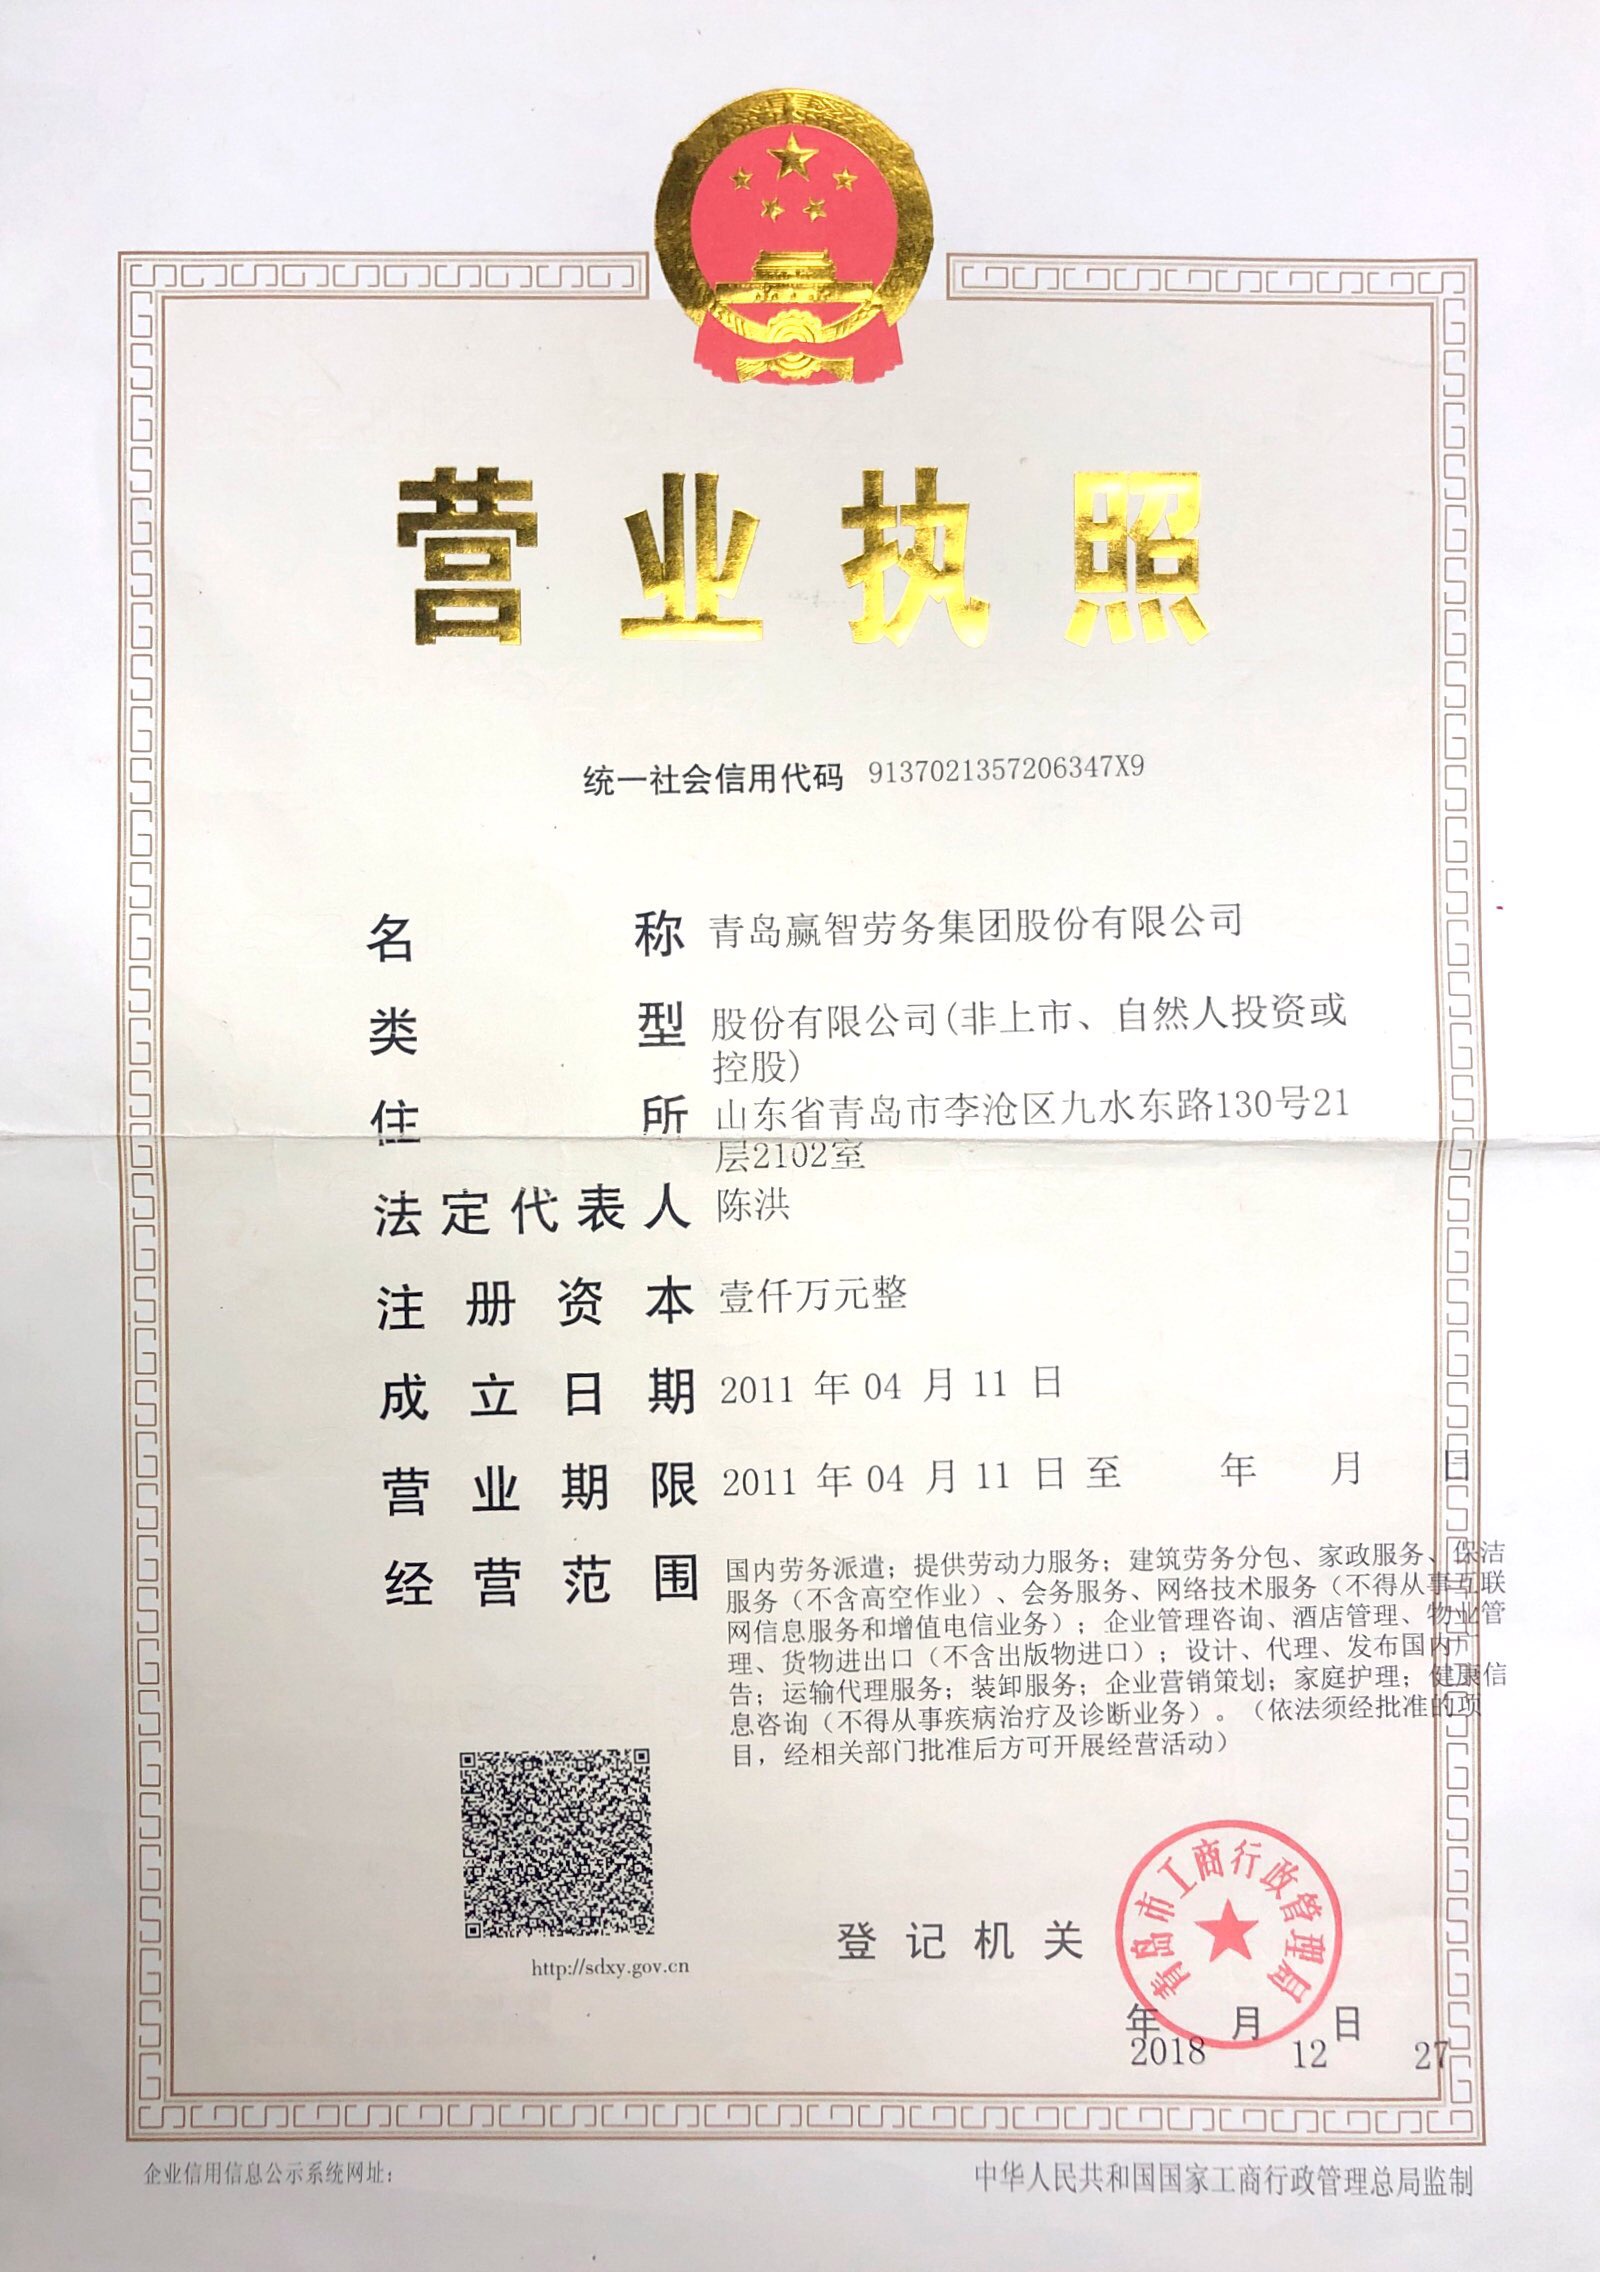 营业执照
统一社会信用代码 9137021357206347X9
名称 青岛赢智劳务集团股份有限公司
类型 股份有限公司(非上市、自然人投资或
控股)
住所 山东省青岛市李沧区九水东路130号21
层2102室
法定代表人 陈洪
注册资本 壹仟万元整
成立日期 2011 年 04 月 11 日
营业期限 2011 年 04 月 11 日 至 年 月 日
经营范围 国内劳务派遣；提供劳动力服务；建筑劳务分包、家政服务、保洁
服务（不含高空作业）、会务服务、网络技术服务（不得从事互联
网信息服务和增值电信业务）；企业管理咨询、酒店管理、物业管
理、货物进出口（不含出版物进口）；设计、代理、发布国内广
告；运输代理服务；装卸服务；企业营销策划；家庭护理；健康信
息咨询（不得从事疾病治疗及诊断业务）。（依法须经批准的项
目，经相关部门批准后方可开展经营活动）
http://sdxy.gov.cn
登记机关
青岛市工商行政管理局
年 月 日
2018 12 27
企业信用信息公示系统网址：
中华人民共和国国家工商行政管理总局监制